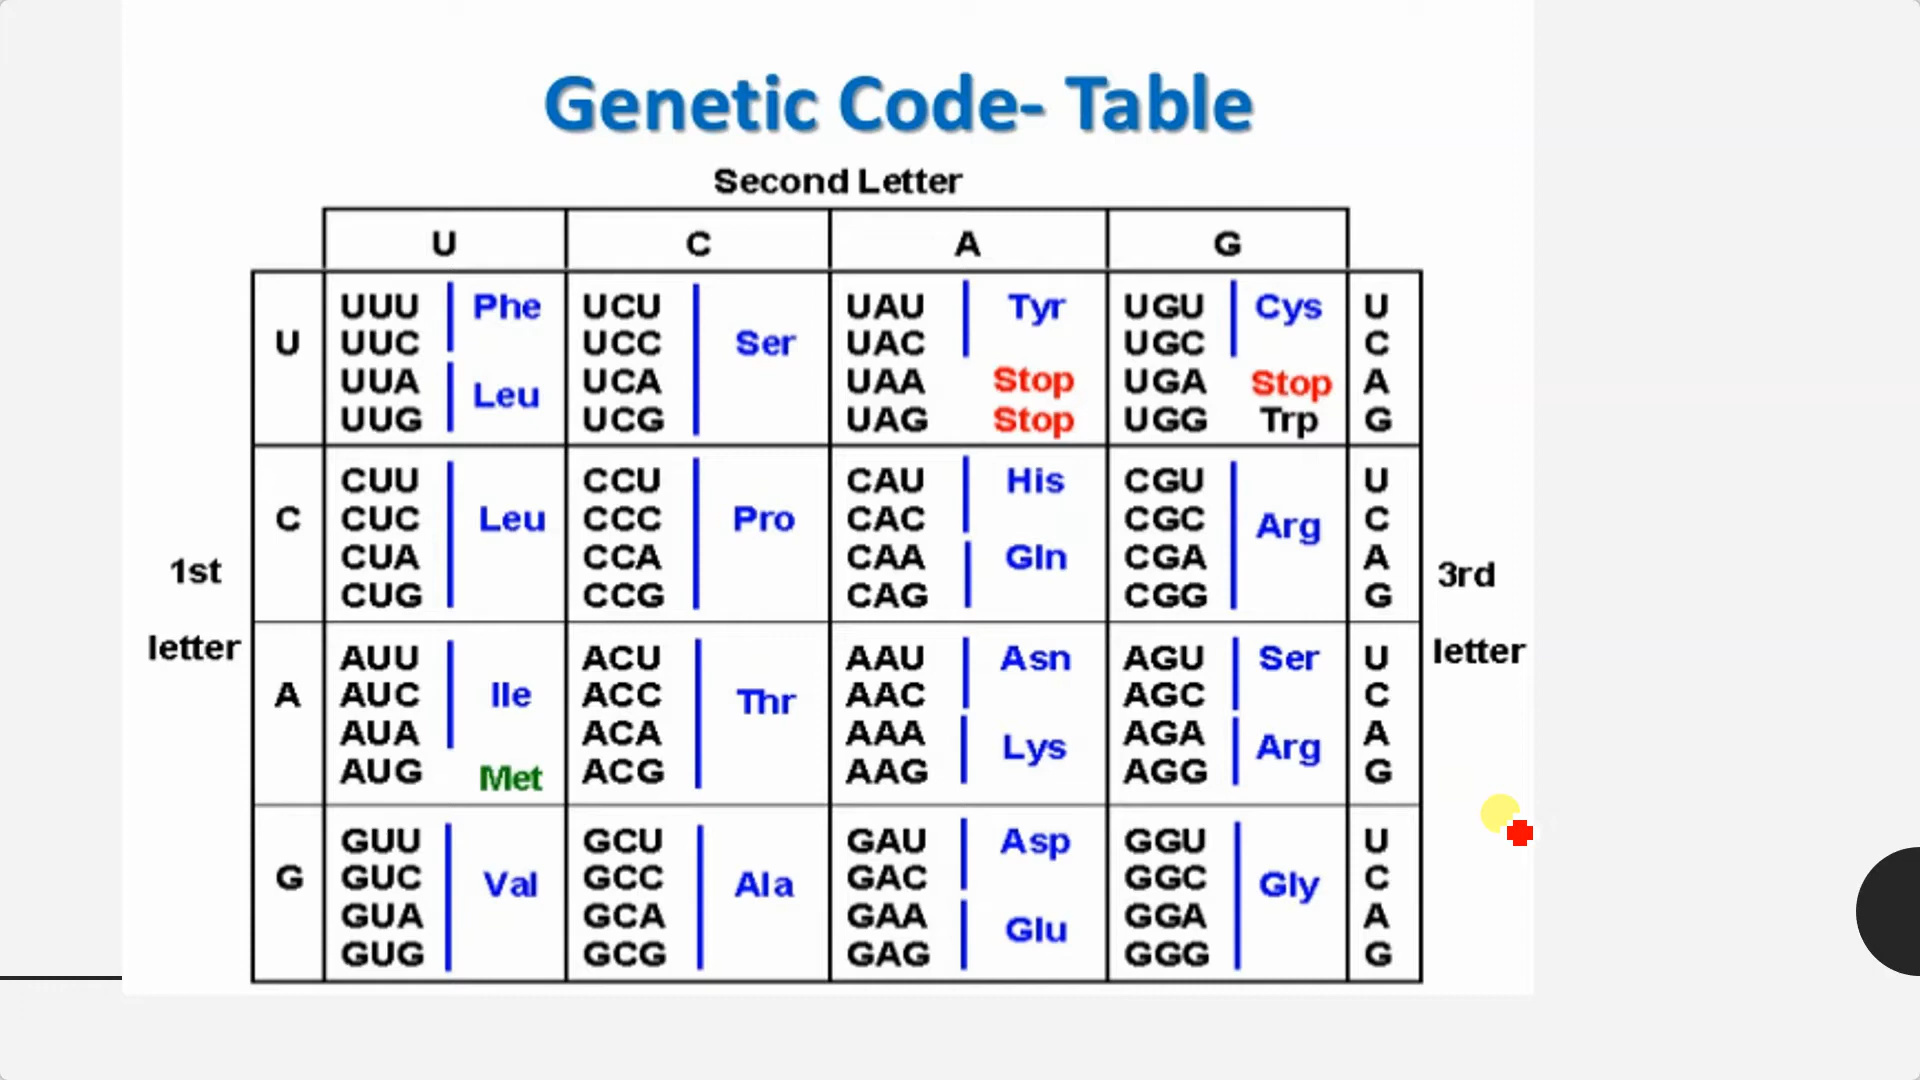 Genetic Code- Table
Second Letter
U C A G
U UUU Phe UCU Ser UAU Tyr UGU Cys U
UUC UCC UAC UGC C
UUA Leu UCA UAA Stop UGA Stop A
UUG UCG UAG Stop UGG Trp G
C CUU Leu CCU Pro CAU His CGU Arg U
CUC CCC CAC CGC C
CUA CCA CAA Gln CGA A
CUG CCG CAG CGG G
1st letter
3rd letter
A AUU Ile ACU Thr AAU Asn AGU Ser U
AUC ACC AAC AGC C
AUA ACA AAA Lys AGA Arg A
AUG Met ACG AAG AGG G
G GUU Val GCU Ala GAU Asp GGU Gly U
GUC GCC GAC GGC C
GUA GCA GAA Glu GGA A
GUG GCG GAG GGG G